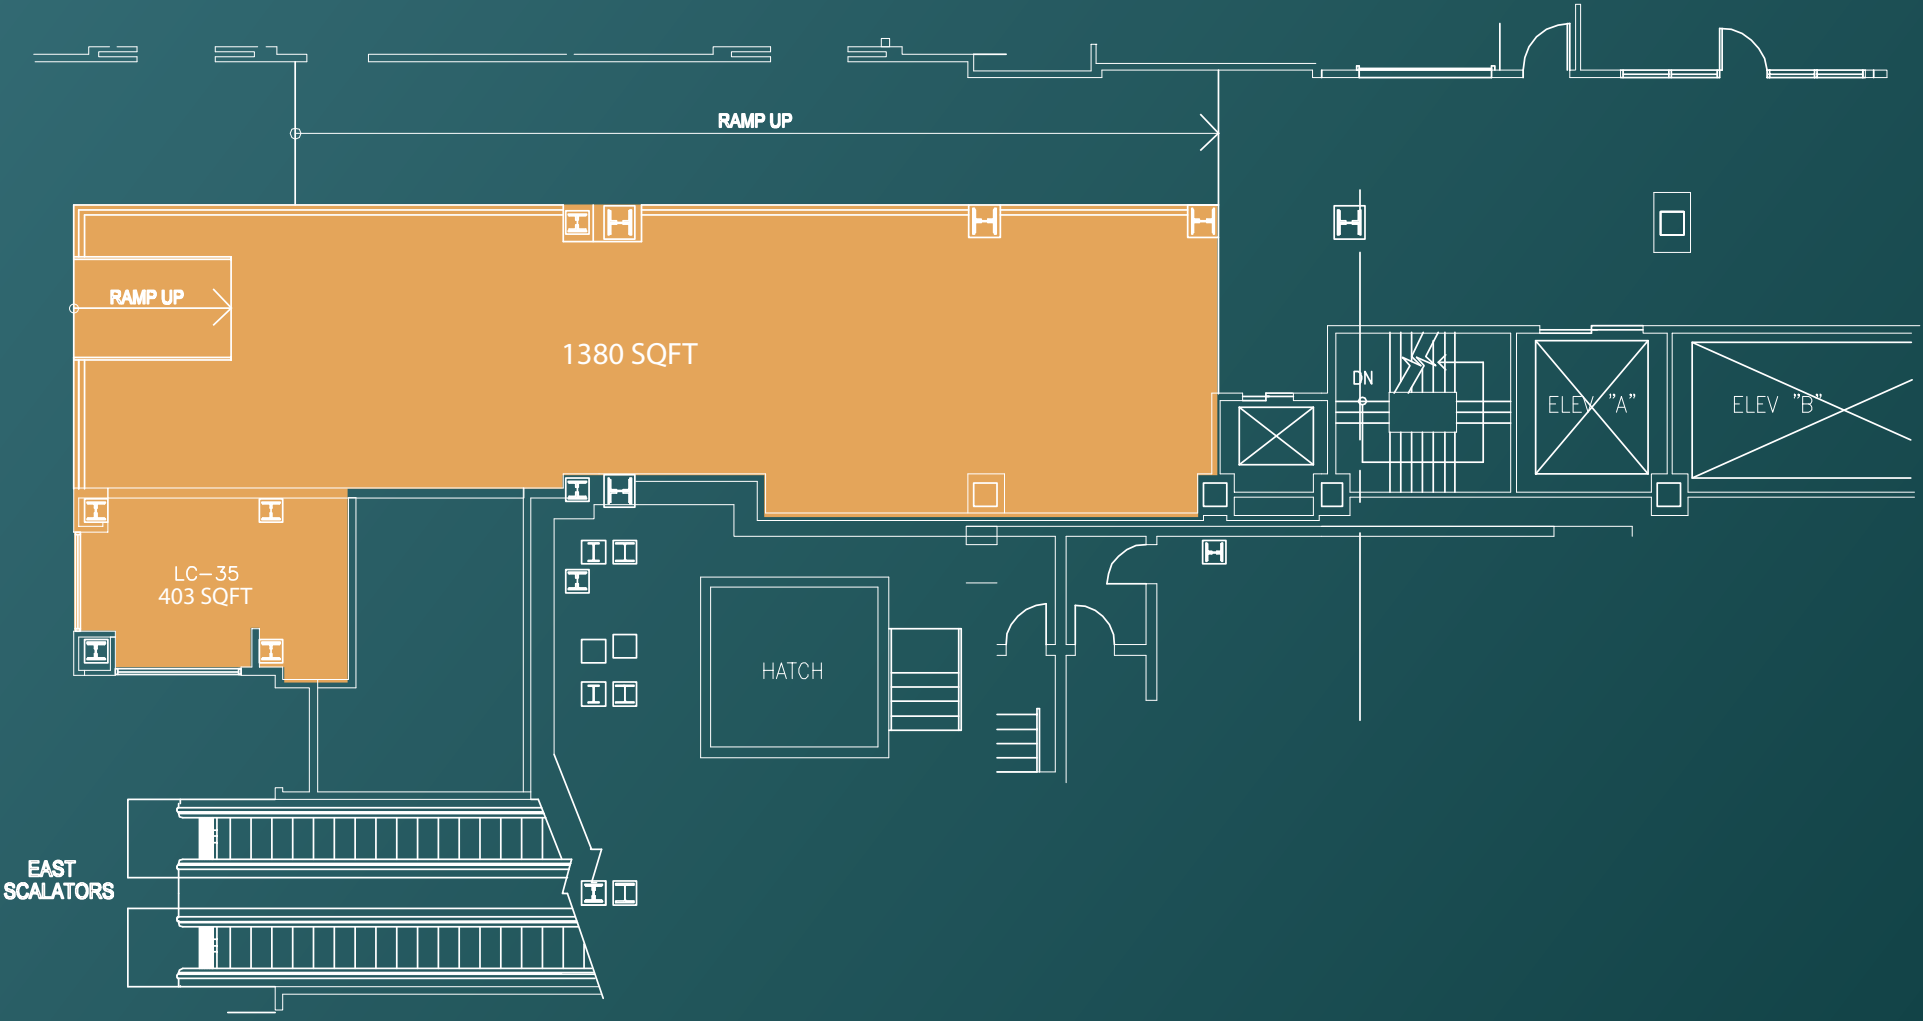 RAMP UP
RAMP UP
1380 SQFT
DN
ELEV "A"
ELEV "B"
LC-35
403 SQFT
HATCH
EAST
SCALATORS